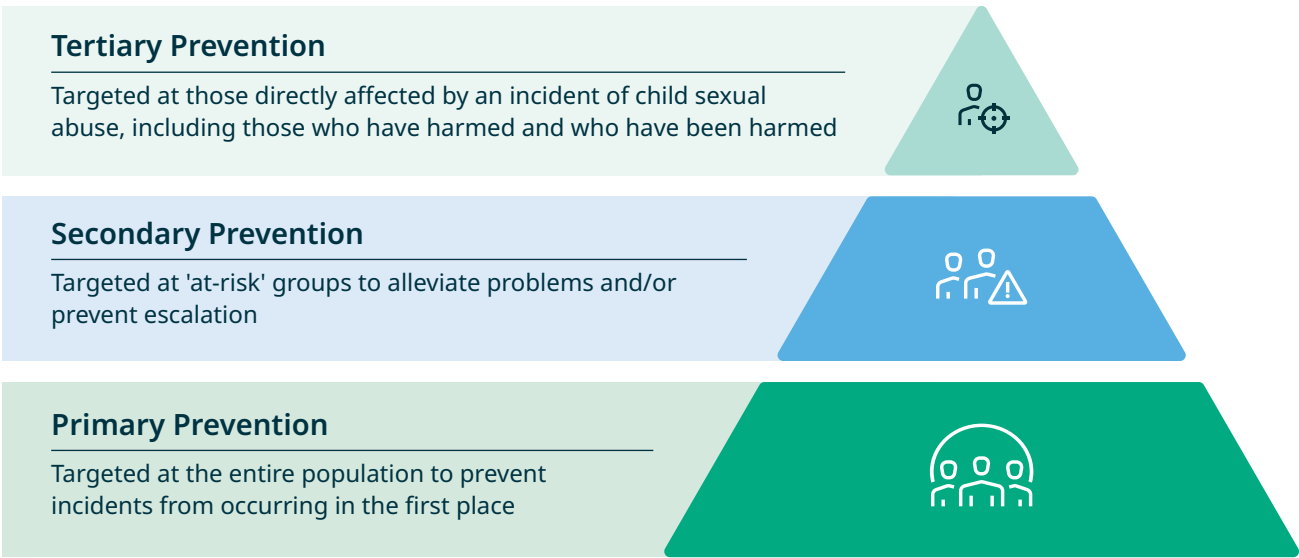 Tertiary Prevention
Targeted at those directly affected by an incident of child sexual
abuse, including those who have harmed and who have been harmed
Secondary Prevention
Targeted at 'at-risk' groups to alleviate problems and/or
prevent escalation
Primary Prevention
Targeted at the entire population to prevent
incidents from occurring in the first place